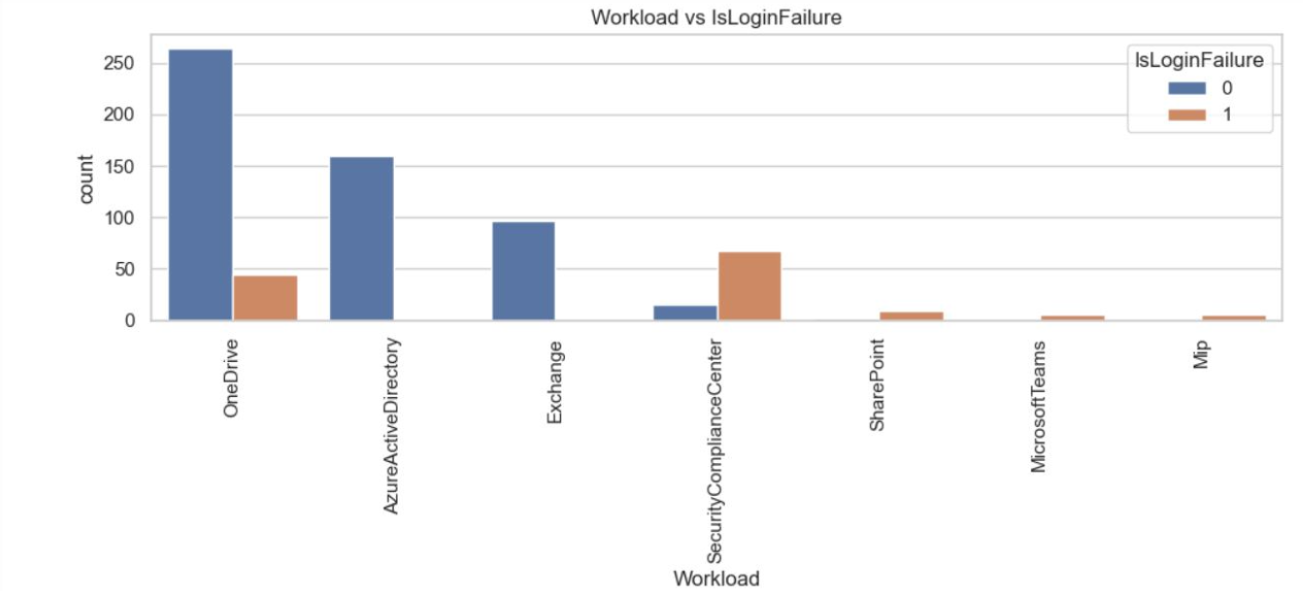 Workload vs IsLoginFailure
IsLoginFailure
0
1
count
250
200
150
100
50
0
OneDrive
AzureActiveDirectory
Exchange
SecurityComplianceCenter
SharePoint
MicrosoftTeams
Mip
Workload